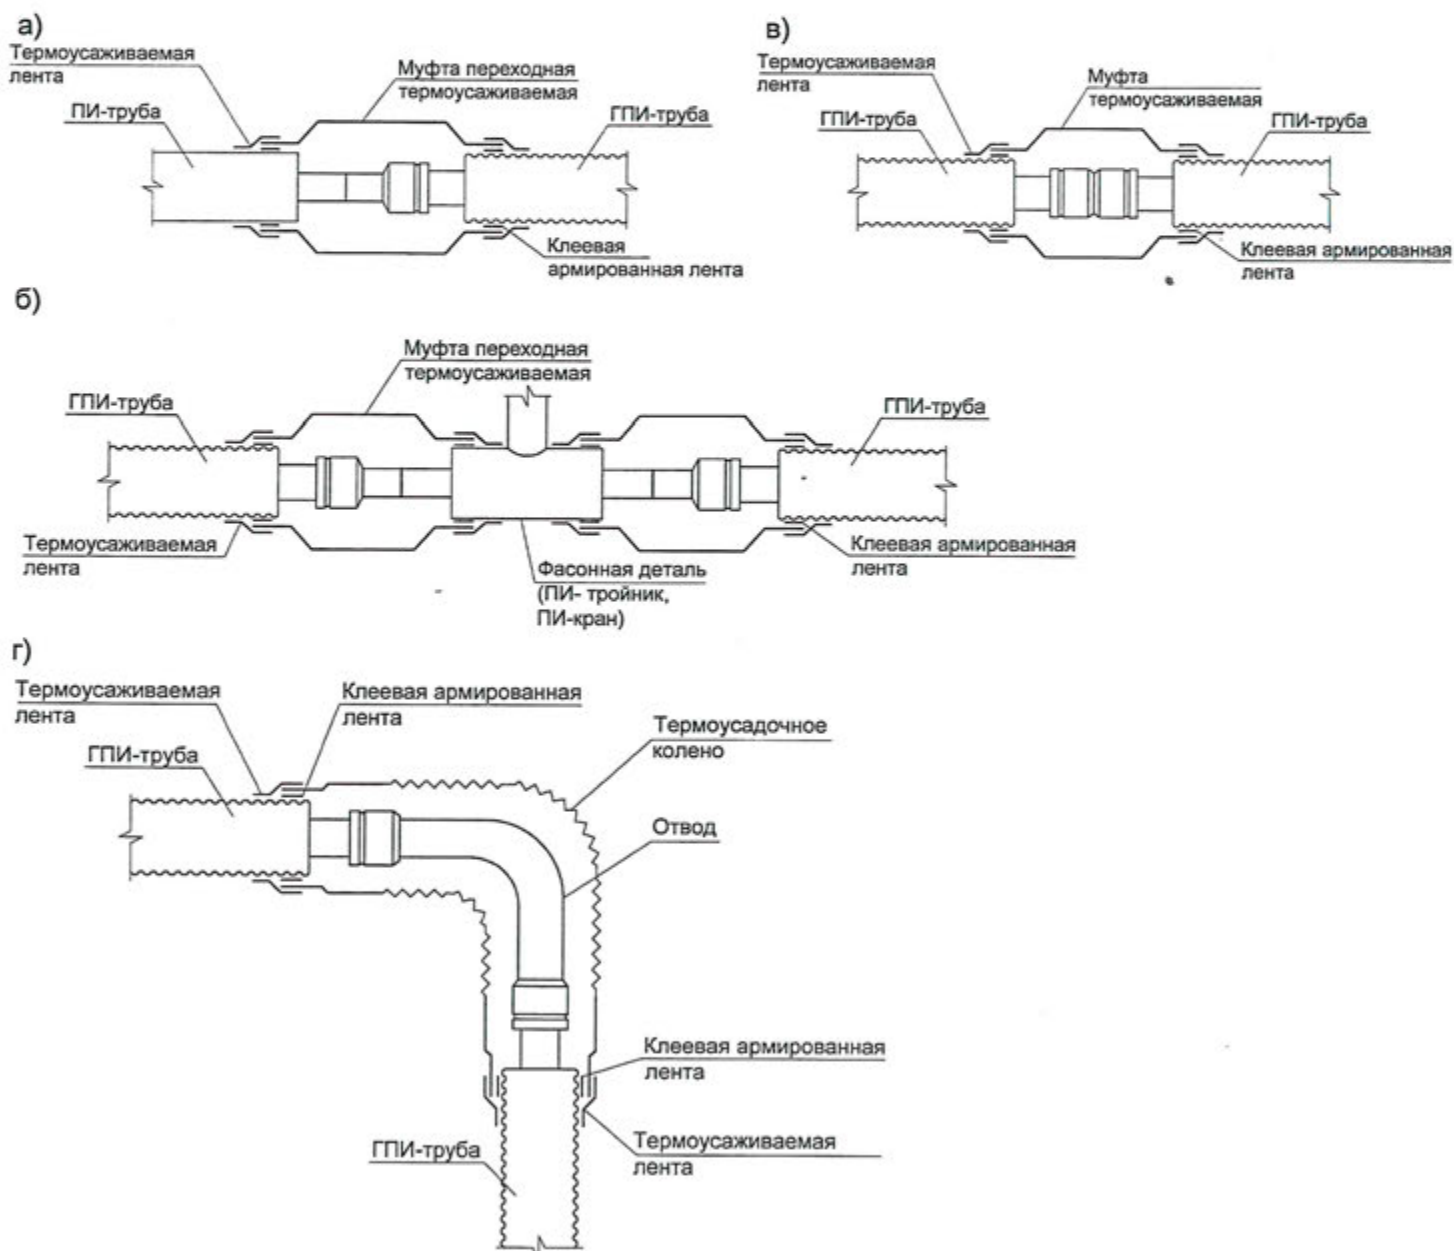 а)
Термоусаживаемая
лента
Муфта переходная
термоусаживаемая
ПИ-труба
ГПИ-труба
Клеевая
армированная лента
в)
Термоусаживаемая
лента
Муфта
термоусаживаемая
ГПИ-труба
ГПИ-труба
Клеевая армированная
лента
б)
Муфта переходная
термоусаживаемая
ГПИ-труба
ГПИ-труба
Термоусаживаемая
лента
Клеевая армированная
лента
Фасонная деталь
(ПИ- тройник,
ПИ-кран)
г)
Термоусаживаемая
лента
Клеевая армированная
лента
Термоусадочное
колено
ГПИ-труба
Отвод
Клеевая армированная
лента
Термоусаживаемая
лента
ГПИ-труба